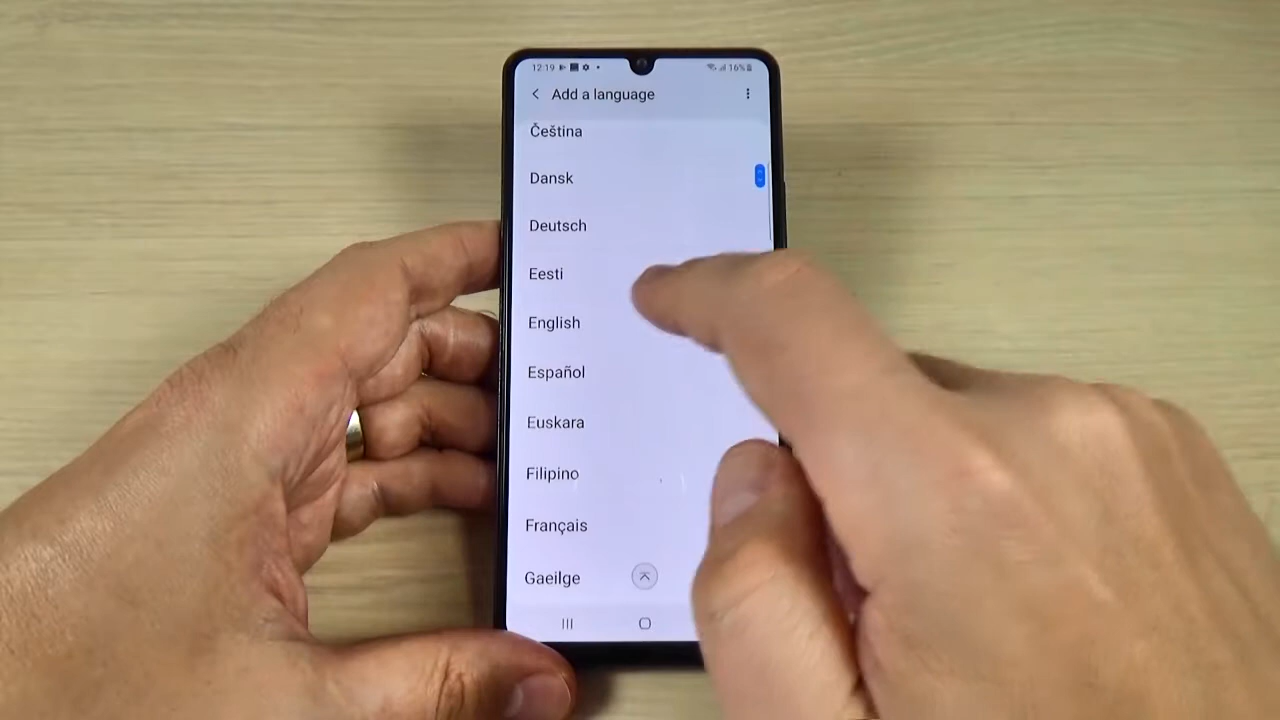 12:19
16%
Add a language
Čeština
Dansk
Deutsch
Eesti
English
Español
Euskara
Filipino
Français
Gaeilge